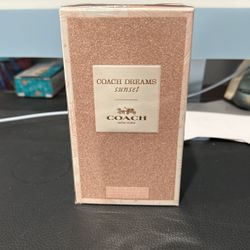 COACH DREAMS
sunset
COACH
NEW YORK